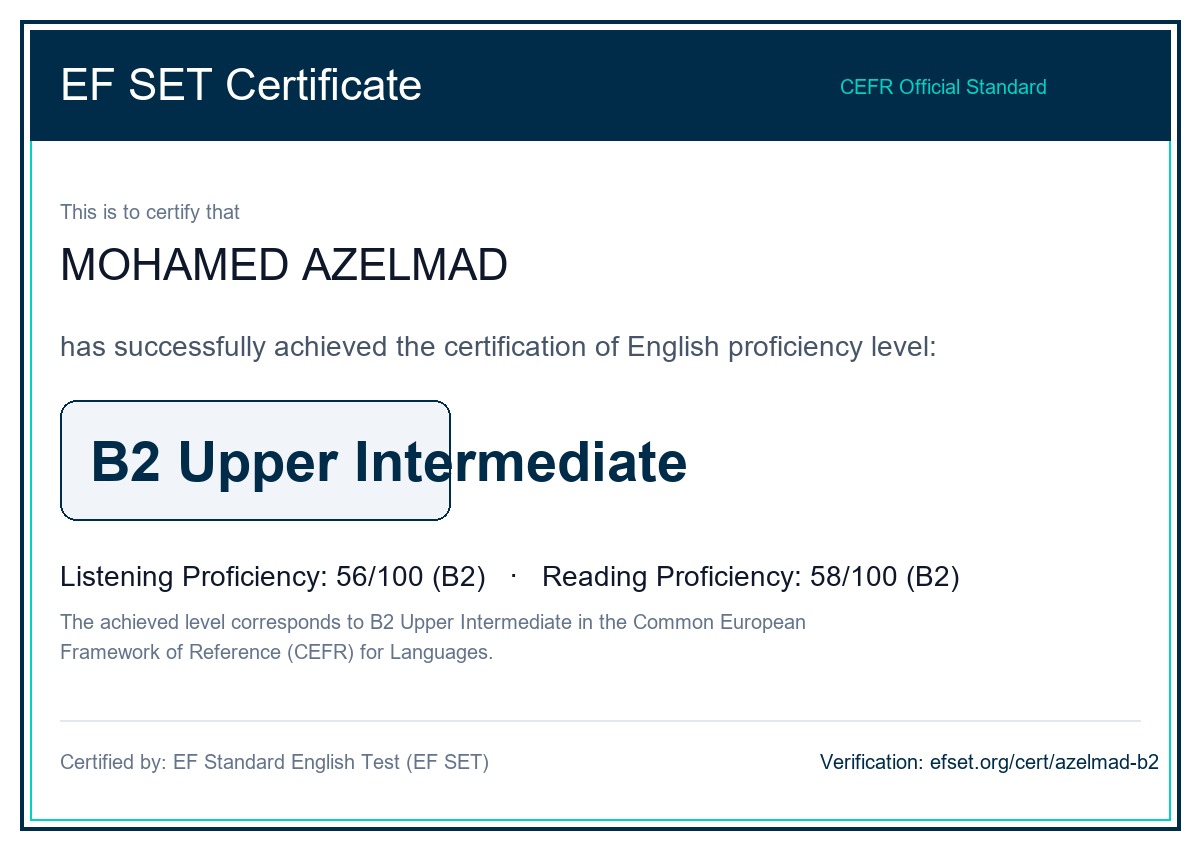 EF SET Certificate
CEFR Official Standard
This is to certify that
MOHAMED AZELMAD
has successfully achieved the certification of English proficiency level:
B2 Upper Intermediate
Listening Proficiency: 56/100 (B2) · Reading Proficiency: 58/100 (B2)
The achieved level corresponds to B2 Upper Intermediate in the Common European
Framework of Reference (CEFR) for Languages.
Certified by: EF Standard English Test (EF SET)
Verification: efset.org/cert/azelmad-b2